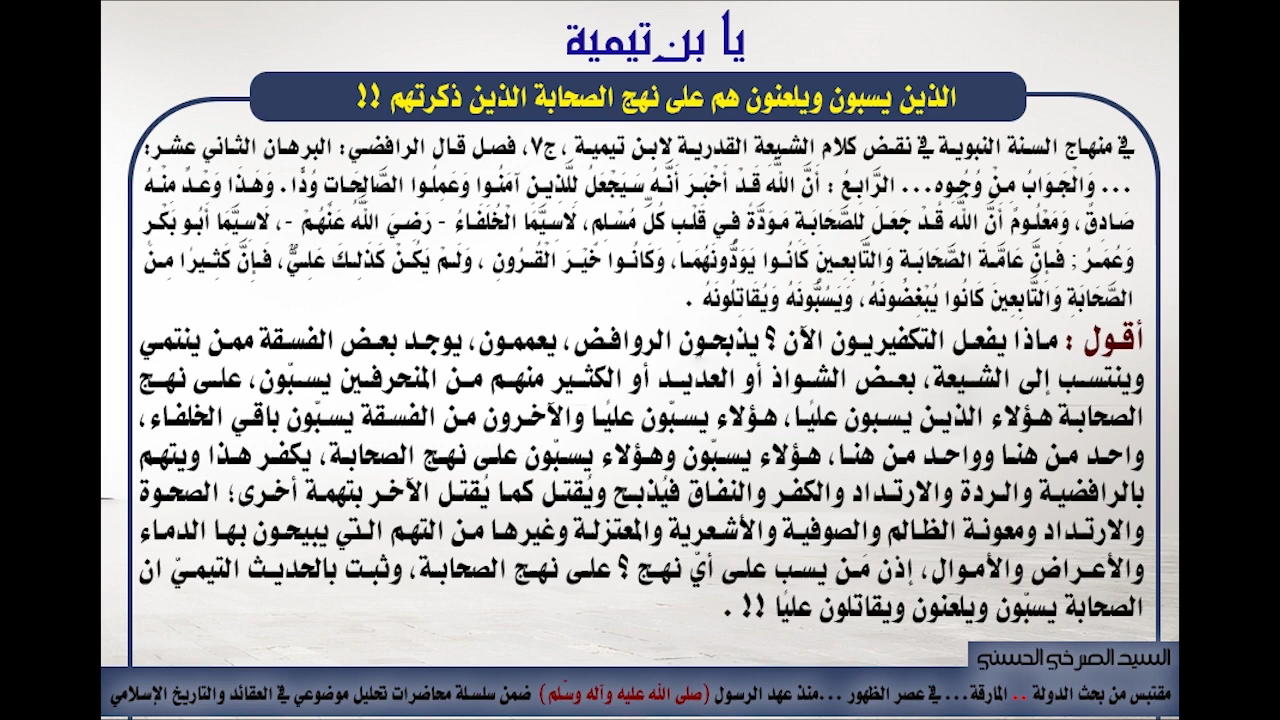 يا بن تيمية
الذين يسبون ويلعنون هم على نهج الصحابة الذين ذكرتهم !!
في منهاج السنة النبوية في نقض كلام الشيعة القدرية لابن تيمية ، ج٧، فصل قال الرافضي: البرهان الثاني عشر:
... وَالْجَوَابُ مِنْ وُجُوهٍ... الرَّابِعُ : أَنَّ اللَّهَ قَدْ أَخْبَرَ أَنَّهُ سَيَجْعَلُ لِلَّذِينَ آمَنُوا وَعَمِلُوا الصَّالِحَاتِ وُدًّا. وَهَذَا وَعْدٌ مِنْهُ
صَادِقٌ، وَمَعْلُومٌ أَنَّ اللَّهَ قَدْ جَعَلَ لِلصَّحَابَةِ مَوَدَّةً فِي قَلْبِ كُلِّ مُسْلِمٍ، لَاسِيَّمَا الْخُلَفَاءُ - رَضِيَ اللَّهُ عَنْهُمْ -، لَاسِيَّمَا أَبُو بَكْرٍ
وَعُمَرُ ; فَإِنَّ عَامَّةَ الصَّحَابَةِ وَالتَّابِعِينَ كَانُوا يَوَدُّونَهُمَا، وَكَانُوا خَيْرَ الْقُرُونِ ، وَلَمْ يَكُنْ كَذَلِكَ عَلِيٌّ، فَإِنَّ كَثِيرًا مِنَ
الصَّحَابَةِ وَالتَّابِعِينَ كَانُوا يُبْغِضُونَهُ، وَيَسُبُّونَهُ وَيُقَاتِلُونَهُ .
أقول : ماذا يفعل التكفيريون الآن ؟ يذبحون الروافض، يعممون، يوجد بعض الفسقة ممن ينتمي
وينتسب إلى الشيعة، بعض الشواذ أو العديد أو الكثير منهم من المنحرفين يسبّون، على نهج
الصحابة هؤلاء الذين يسبون عليًا، هؤلاء يسبّون عليًا والآخرون من الفسقة يسبّون باقي الخلفاء،
واحد من هنا وواحد من هنا، هؤلاء يسبّون وهؤلاء يسبّون على نهج الصحابة، يكفر هذا ويتهم
بالرافضية والردة والارتداد والكفر والنفاق فيُذبح ويُقتل كما يُقتل الآخر بتهمة أخرى؛ الصحوة
والارتداد ومعونة الظالم والصوفية والأشعرية والمعتزلة وغيرها من التهم التي يبيحون بها الدماء
والأعراض والأموال، إذن مَن يسب على أيّ نهج ؟ على نهج الصحابة، وثبت بالحديث التيميّ ان
الصحابة يسبّون ويلعنون ويقاتلون عليًا !! .
السيد الصرخي الحسني
مقتبس من بحث الدولة .. المارقة... في عصر الظهور ...منذ عهد الرسول (صلى الله عليه وآله وسلّم) ضمن سلسلة محاضرات تحليل موضوعي في العقائد والتاريخ الإسلامي